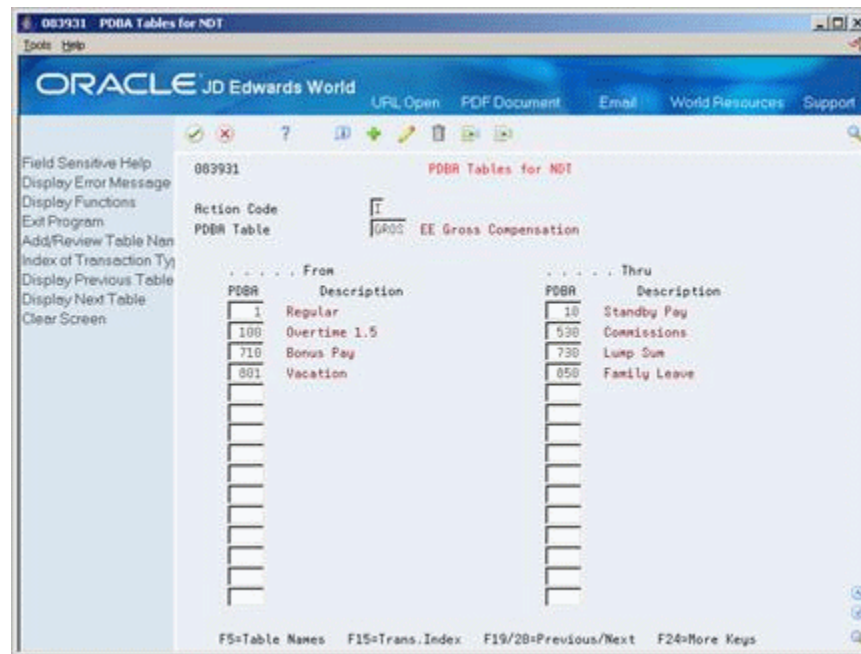 083931 PDBA Tables for NDT
Tools Help
ORACLE JD Edwards World
URL Open PDF Document Email World Resources Support
?
Field Sensitive Help
Display Error Message
Display Functions
Exit Program
Add/Review Table Nam
Index of Transaction Typ
Display Previous Table
Display Next Table
Clear Screen
083931 PDBA Tables for NDT
Action Code I
PDBA Table GROS EE Gross Compensation
. . . . . From . . . . . Thru
PDBA Description PDBA Description
1 Regular 10 Standby Pay
100 Overtime 1.5 530 Commissions
710 Bonus Pay 730 Lump Sum
801 Vacation 850 Family Leave
F5=Table Names F15=Trans.Index F19/20=Previous/Next F24=More Keys